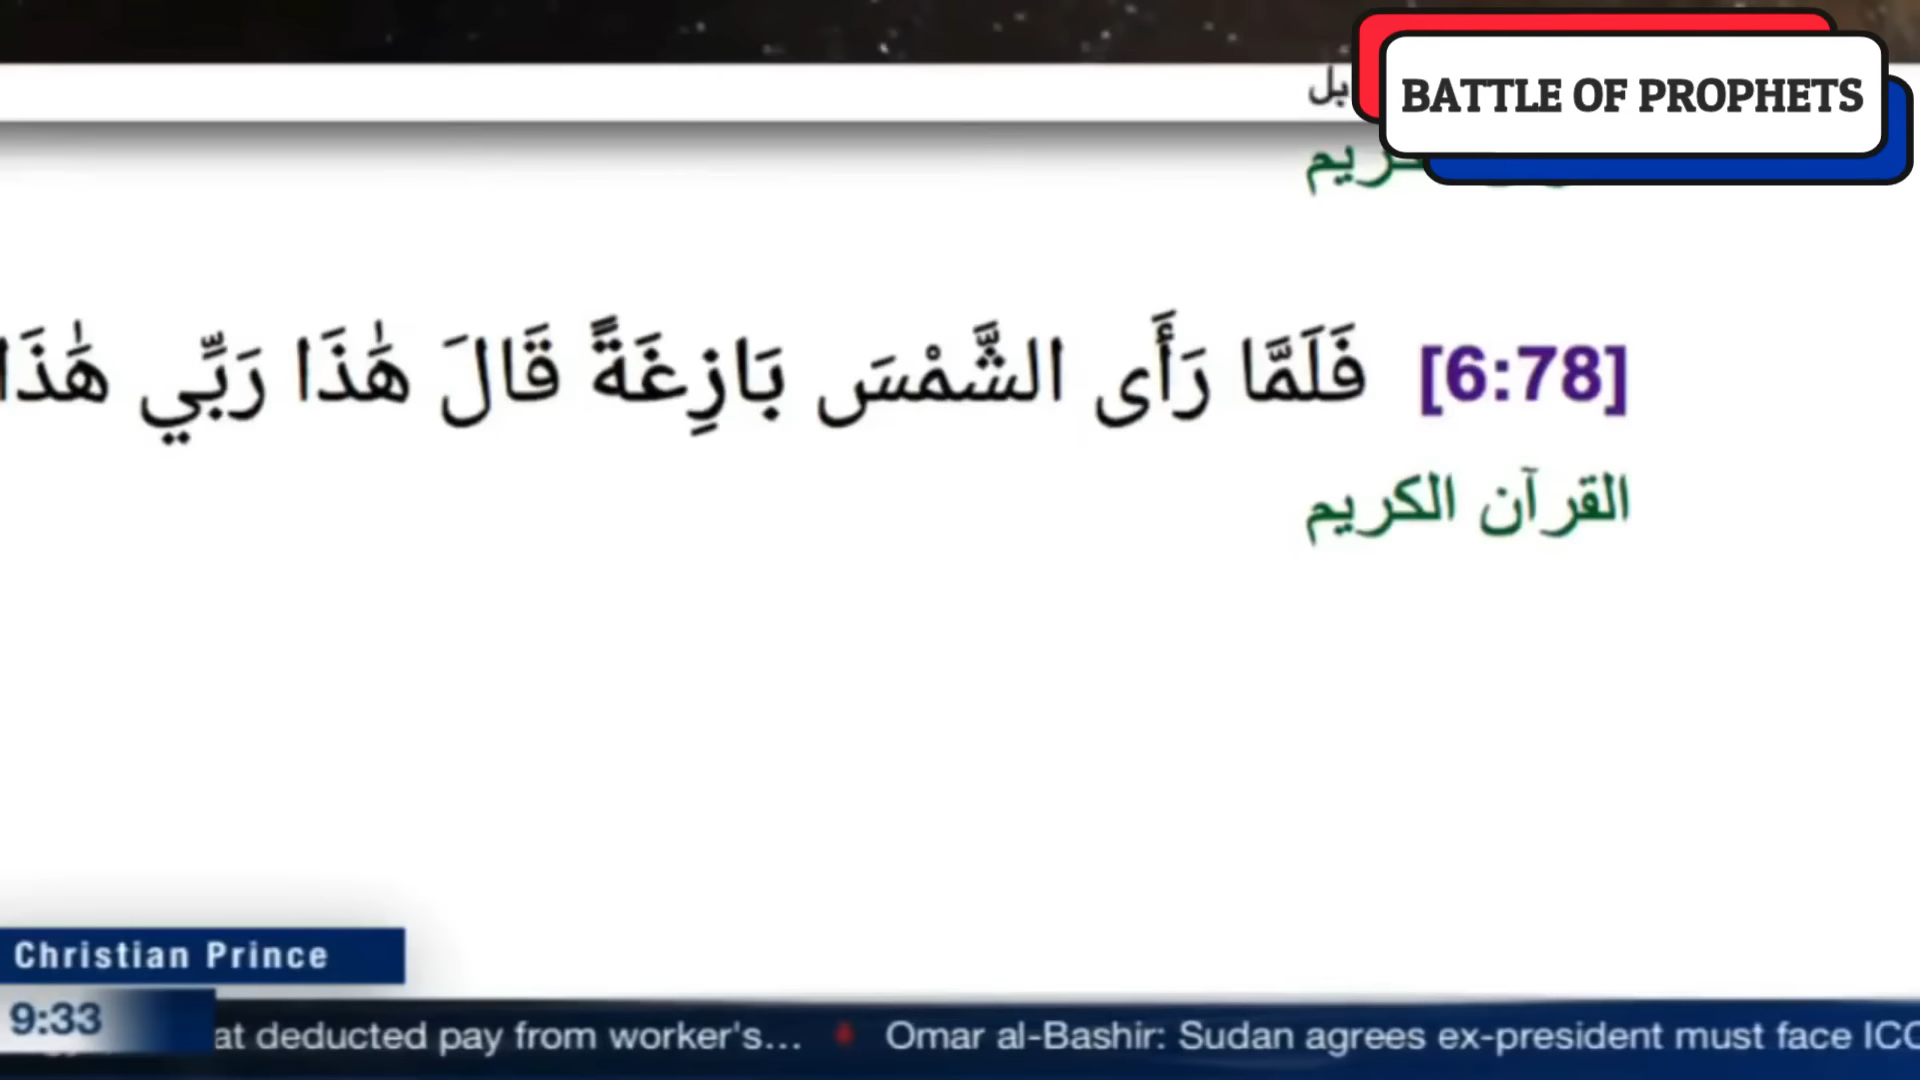 BATTLE OF PROPHETS
[6:78] فَلَمَّا رَأَى الشَّمْسَ بَازِغَةً قَالَ هَٰذَا رَبِّي هَٰذَا
القرآن الكريم
Christian Prince
9:33
at deducted pay from worker's... Omar al-Bashir: Sudan agrees ex-president must face ICC